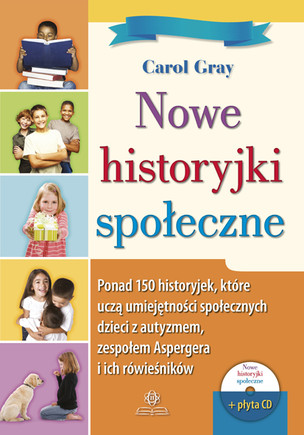 Carol Gray
Nowe
historyjki
społeczne
Ponad 150 historyjek, które
uczą umiejętności społecznych
dzieci z autyzmem,
zespołem Aspergera
i ich rówieśników
Nowe
historyjki
społeczne
+ płyta CD